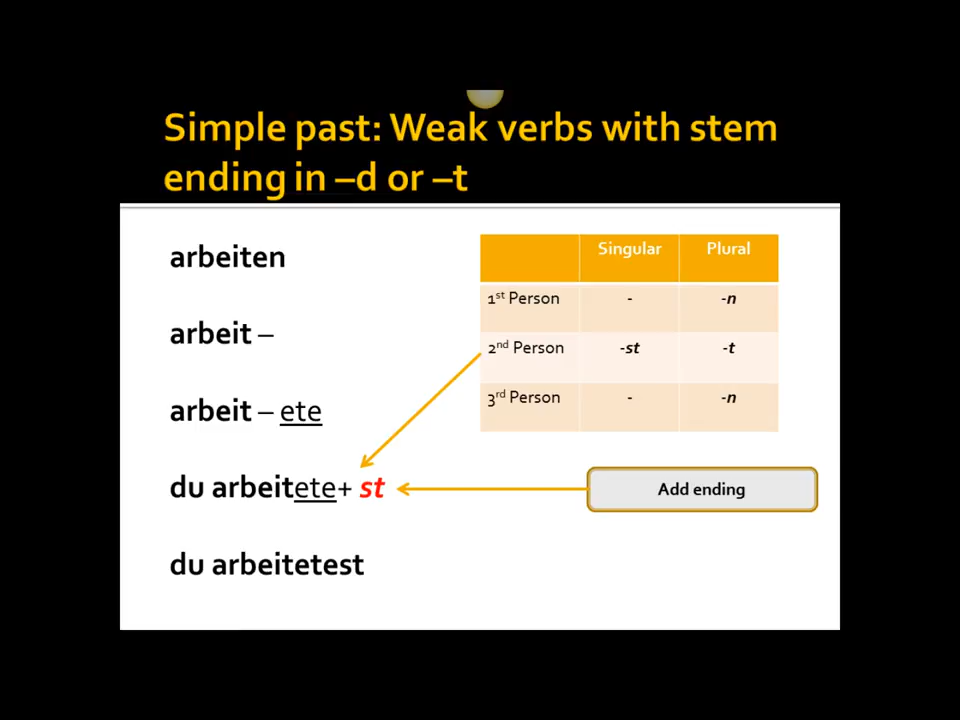 Simple past: Weak verbs with stem
ending in –d or –t
arbeiten
arbeit –
arbeit – ete
du arbeitete+ st
du arbeitetest
Singular Plural
1st Person - -n
2nd Person -st -t
3rd Person - -n
Add ending